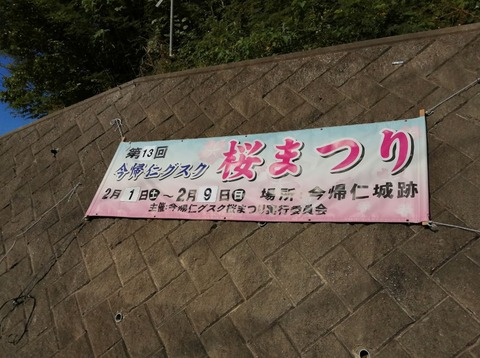 第13回
今帰仁グスク 桜まつり
2月1日土～2月9日日 場所 今帰仁城跡
主催・今帰仁グスク桜まつり実行委員会